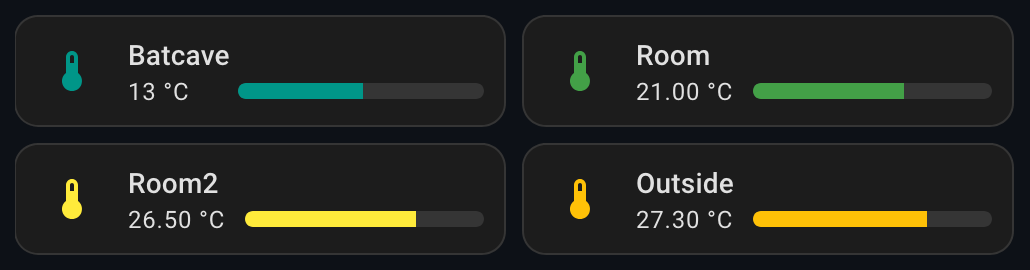 Batcave
13 °C
Room
21.00 °C
Room2
26.50 °C
Outside
27.30 °C